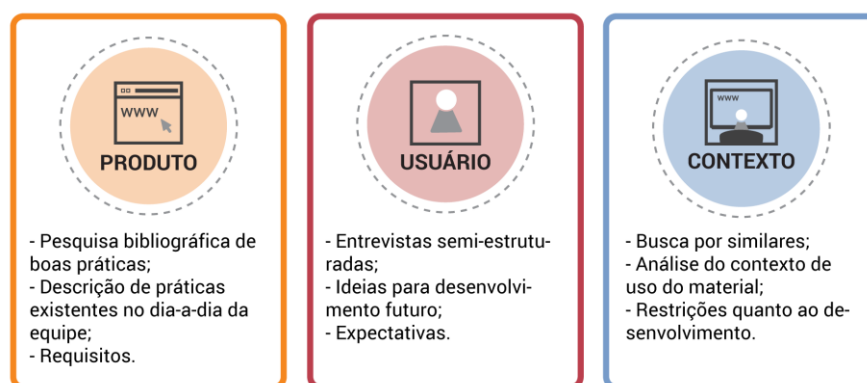 WWW
PRODUTO
- Pesquisa bibliográfica de
boas práticas;
- Descrição de práticas
existentes no dia-a-dia da
equipe;
- Requisitos.
USUÁRIO
- Entrevistas semi-estrutu-
radas;
- Ideias para desenvolvi-
mento futuro;
- Expectativas.
WWW
CONTEXTO
- Busca por similares;
- Análise do contexto de
uso do material;
- Restrições quanto ao de-
senvolvimento.